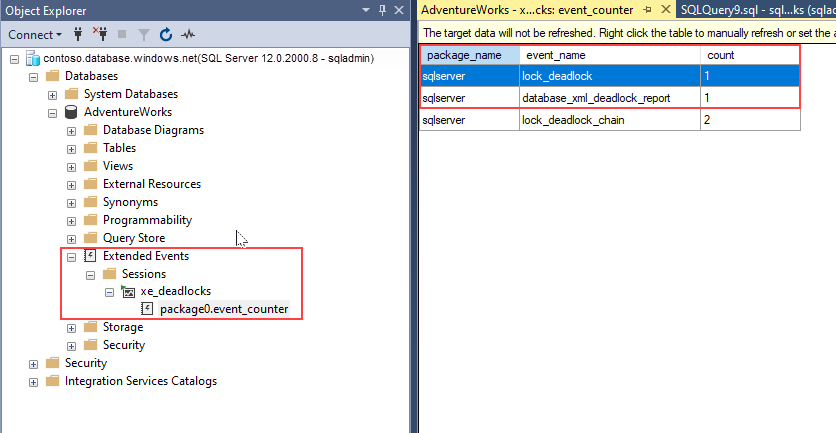 Object Explorer
Connect
contoso.database.windows.net(SQL Server 12.0.2000.8 - sqladmin)
Databases
System Databases
AdventureWorks
Database Diagrams
Tables
Views
External Resources
Synonyms
Programmability
Query Store
Extended Events
Sessions
xe_deadlocks
package0.event_counter
Storage
Security
Security
Integration Services Catalogs
AdventureWorks - x...cks: event_counter
SQLQuery9.sql - sql...ks (sqlad
The target data will not be refreshed. Right click the table to manually refresh or set the a
package_name event_name count
sqlserver lock_deadlock 1
sqlserver database_xml_deadlock_report 1
sqlserver lock_deadlock_chain 2